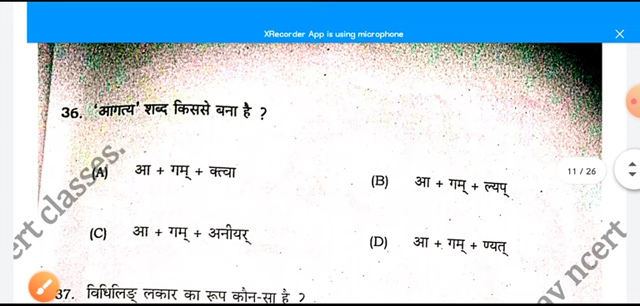 XRecorder App is using microphone
36. 'आगत्य' शब्द किससे बना है ?
(A) आ + गम् + क्त्वा
(B) आ + गम् + ल्यप्
11 / 26
(C) आ + गम् + अनीयर्
(D) आ + गम् + ण्यत्
37. विधिलिङ् लकार का रूप कौन-सा है ?
ert classes.
ncert